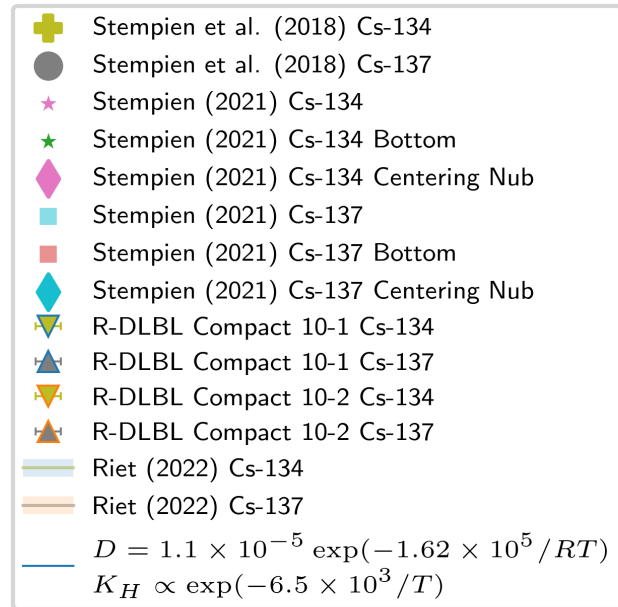 Stempien et al. (2018) Cs-134
Stempien et al. (2018) Cs-137
Stempien (2021) Cs-134
Stempien (2021) Cs-134 Bottom
Stempien (2021) Cs-134 Centering Nub
Stempien (2021) Cs-137
Stempien (2021) Cs-137 Bottom
Stempien (2021) Cs-137 Centering Nub
R-DLBL Compact 10-1 Cs-134
R-DLBL Compact 10-1 Cs-137
R-DLBL Compact 10-2 Cs-134
R-DLBL Compact 10-2 Cs-137
Riet (2022) Cs-134
Riet (2022) Cs-137
D = 1.1 × 10⁻⁵ exp(−1.62 × 10⁵/RT)
K_H ∝ exp(−6.5 × 10³/T)